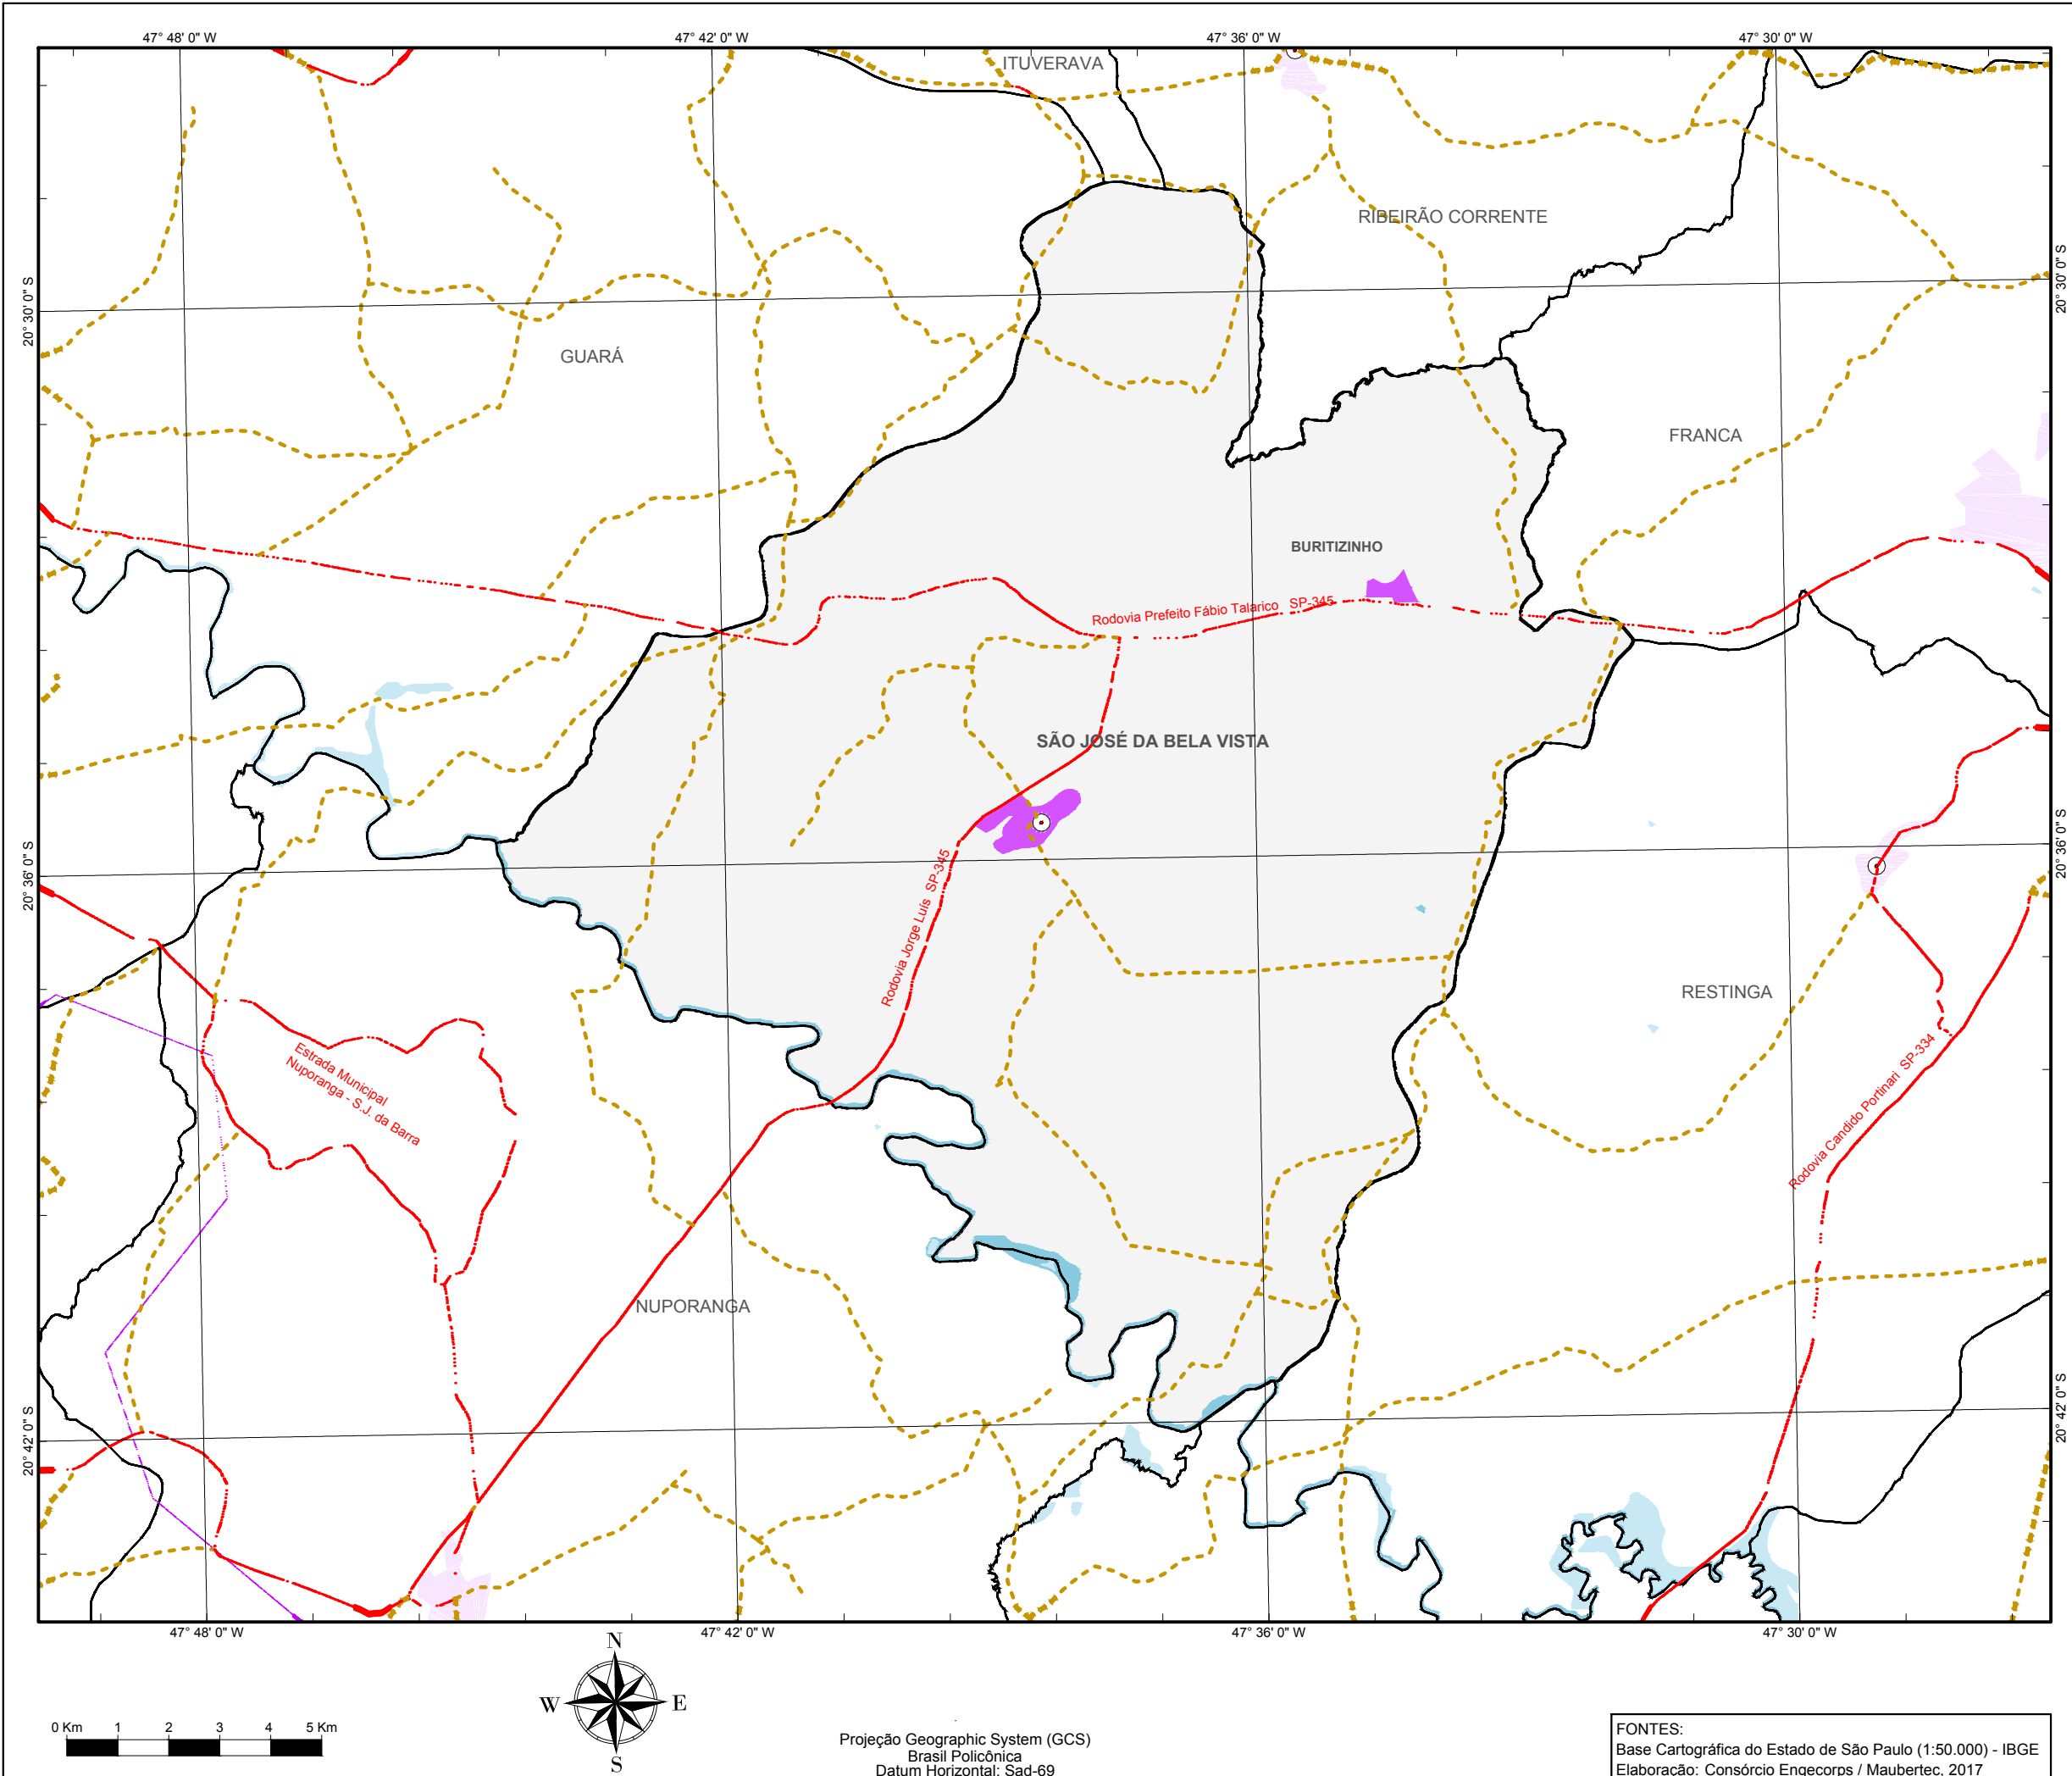 47° 48' 0" W
47° 42' 0" W
47° 36' 0" W
47° 30' 0" W
ITUVERAVA
RIBEIRÃO CORRENTE
20° 30' 0" S
20° 30' 0" S
GUARÁ
FRANCA
BURITIZINHO
Rodovia Prefeito Fábio Talarico SP-345
SÃO JOSÉ DA BELA VISTA
20° 36' 0" S
20° 36' 0" S
Rodovia Jorge Luís SP-345
RESTINGA
Estrada Municipal
Nuporanga - S.J. da Barra
Rodovia Candido Portinari SP-334
NUPORANGA
20° 42' 0" S
20° 42' 0" S
47° 48' 0" W
47° 42' 0" W
47° 36' 0" W
47° 30' 0" W
N
W
E
S
0 Km 1 2 3 4 5 Km
Projeção Geographic System (GCS)
Brasil Policônica
Datum Horizontal: Sad-69
FONTES:
Base Cartográfica do Estado de São Paulo (1:50.000) - IBGE
Elaboração: Consórcio Engecorps / Maubertec, 2017